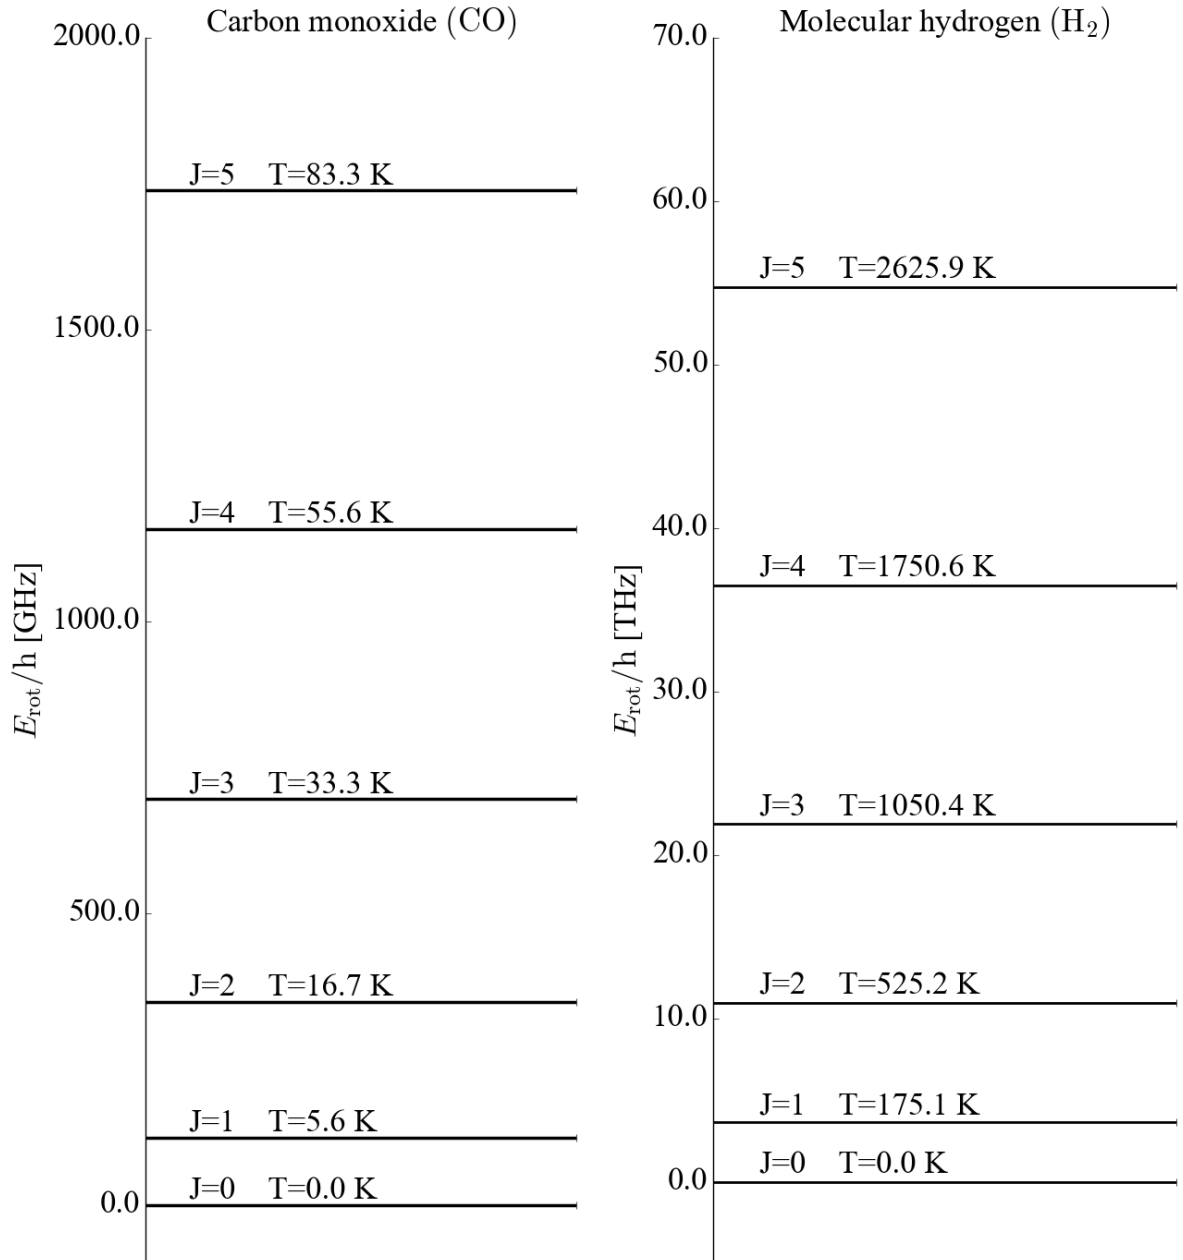 Carbon monoxide (CO)
2000.0
J=5 T=83.3 K
1500.0
J=4 T=55.6 K
1000.0
J=3 T=33.3 K
500.0
J=2 T=16.7 K
J=1 T=5.6 K
J=0 T=0.0 K
0.0
E_rot/h [GHz]
Molecular hydrogen (H₂)
70.0
60.0
J=5 T=2625.9 K
50.0
40.0
J=4 T=1750.6 K
30.0
J=3 T=1050.4 K
20.0
J=2 T=525.2 K
10.0
J=1 T=175.1 K
J=0 T=0.0 K
0.0
E_rot/h [THz]